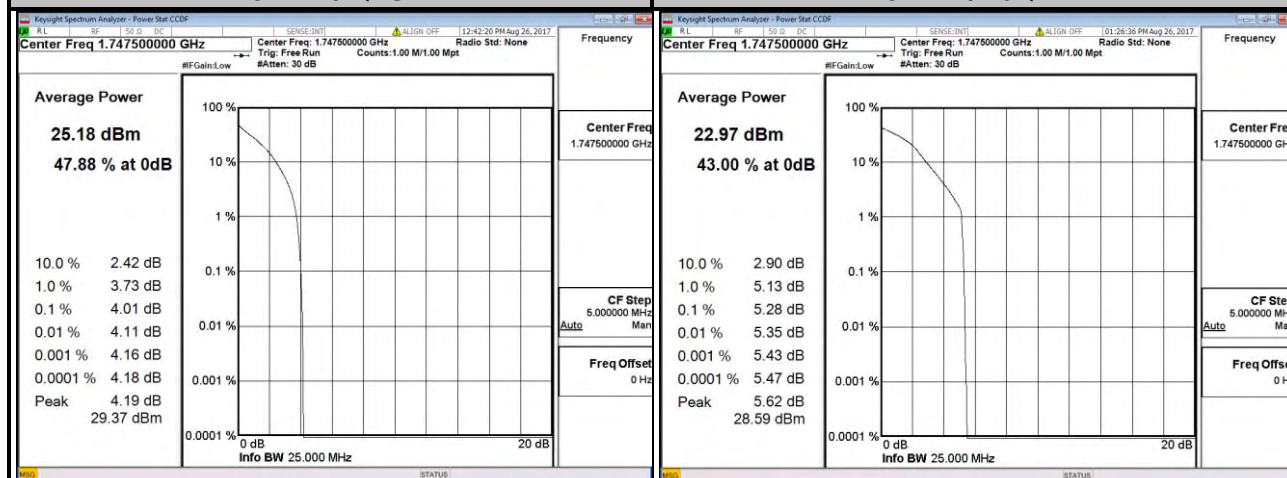 Keysight Spectrum Analyzer - Power Stat CCDF
RL RF 50 Ω DC SENSE:INT ALIGN OFF 12:42:20 PM Aug 26, 2017
Center Freq 1.747500000 GHz
Center Freq: 1.747500000 GHz Radio Std: None
Trig: Free Run Counts:1.00 M/1.00 Mpt
#IFGain:Low #Atten: 30 dB
Frequency
Average Power
25.18 dBm
47.88 % at 0dB
10.0 % 2.42 dB
1.0 % 3.73 dB
0.1 % 4.01 dB
0.01 % 4.11 dB
0.001 % 4.16 dB
0.0001 % 4.18 dB
Peak 4.19 dB
29.37 dBm
100 %
10 %
1 %
0.1 %
0.01 %
0.001 %
0.0001 %
0 dB 20 dB
Info BW 25.000 MHz
Center Freq
1.747500000 GHz
CF Step
5.000000 MHz
Auto Man
Freq Offset
0 Hz
MSG STATUS
Keysight Spectrum Analyzer - Power Stat CCDF
RL RF 50 Ω DC SENSE:INT ALIGN OFF 01:26:36 PM Aug 26, 2017
Center Freq 1.747500000 GHz
Center Freq: 1.747500000 GHz Radio Std: None
Trig: Free Run Counts:1.00 M/1.00 Mpt
#IFGain:Low #Atten: 30 dB
Frequency
Average Power
22.97 dBm
43.00 % at 0dB
10.0 % 2.90 dB
1.0 % 5.13 dB
0.1 % 5.28 dB
0.01 % 5.35 dB
0.001 % 5.43 dB
0.0001 % 5.47 dB
Peak 5.62 dB
28.59 dBm
100 %
10 %
1 %
0.1 %
0.01 %
0.001 %
0.0001 %
0 dB 20 dB
Info BW 25.000 MHz
Center Fre
1.747500000 GH
CF Ste
5.000000 MH
Auto Ma
Freq Offse
0 H
MSG STATUS